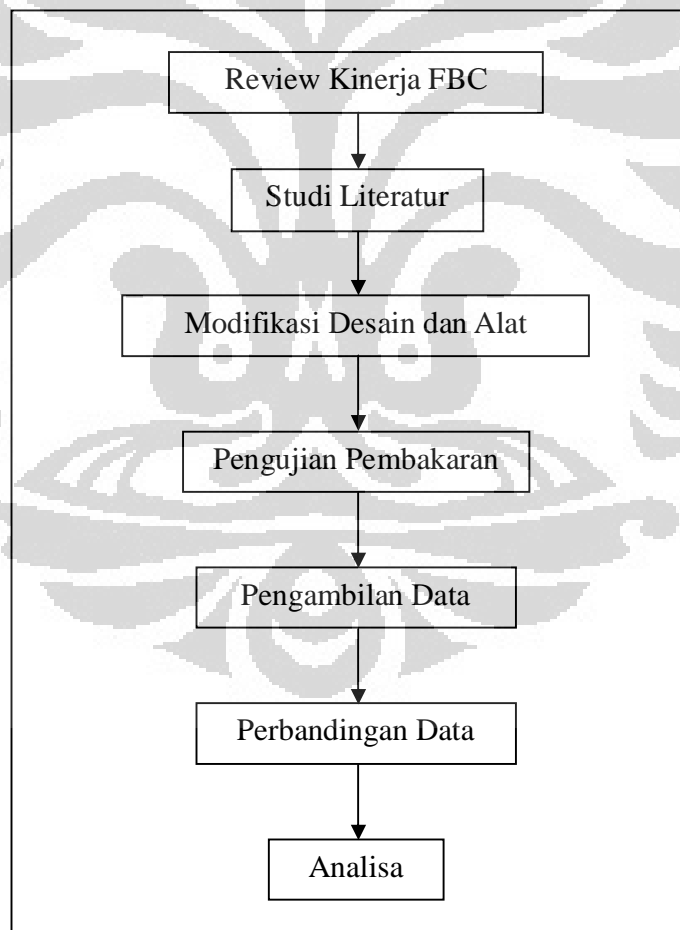 Review Kinerja FBC
Studi Literatur
Modifikasi Desain dan Alat
Pengujian Pembakaran
Pengambilan Data
Perbandingan Data
Analisa